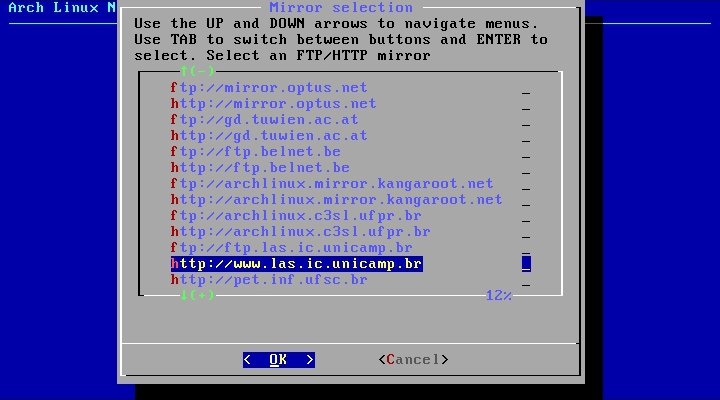 Arch Linux N
Mirror selection
Use the UP and DOWN arrows to navigate menus.
Use TAB to switch between buttons and ENTER to
select. Select an FTP/HTTP mirror
↑(-)
ftp://mirror.optus.net _
http://mirror.optus.net _
ftp://gd.tuwien.ac.at _
http://gd.tuwien.ac.at _
ftp://ftp.belnet.be _
http://ftp.belnet.be _
ftp://archlinux.mirror.kangaroot.net _
http://archlinux.mirror.kangaroot.net _
ftp://archlinux.c3sl.ufpr.br _
http://archlinux.c3sl.ufpr.br _
ftp://ftp.las.ic.unicamp.br _
http://www.las.ic.unicamp.br _
http://pet.inf.ufsc.br _
↓(+) 12%
< OK > <Cancel>